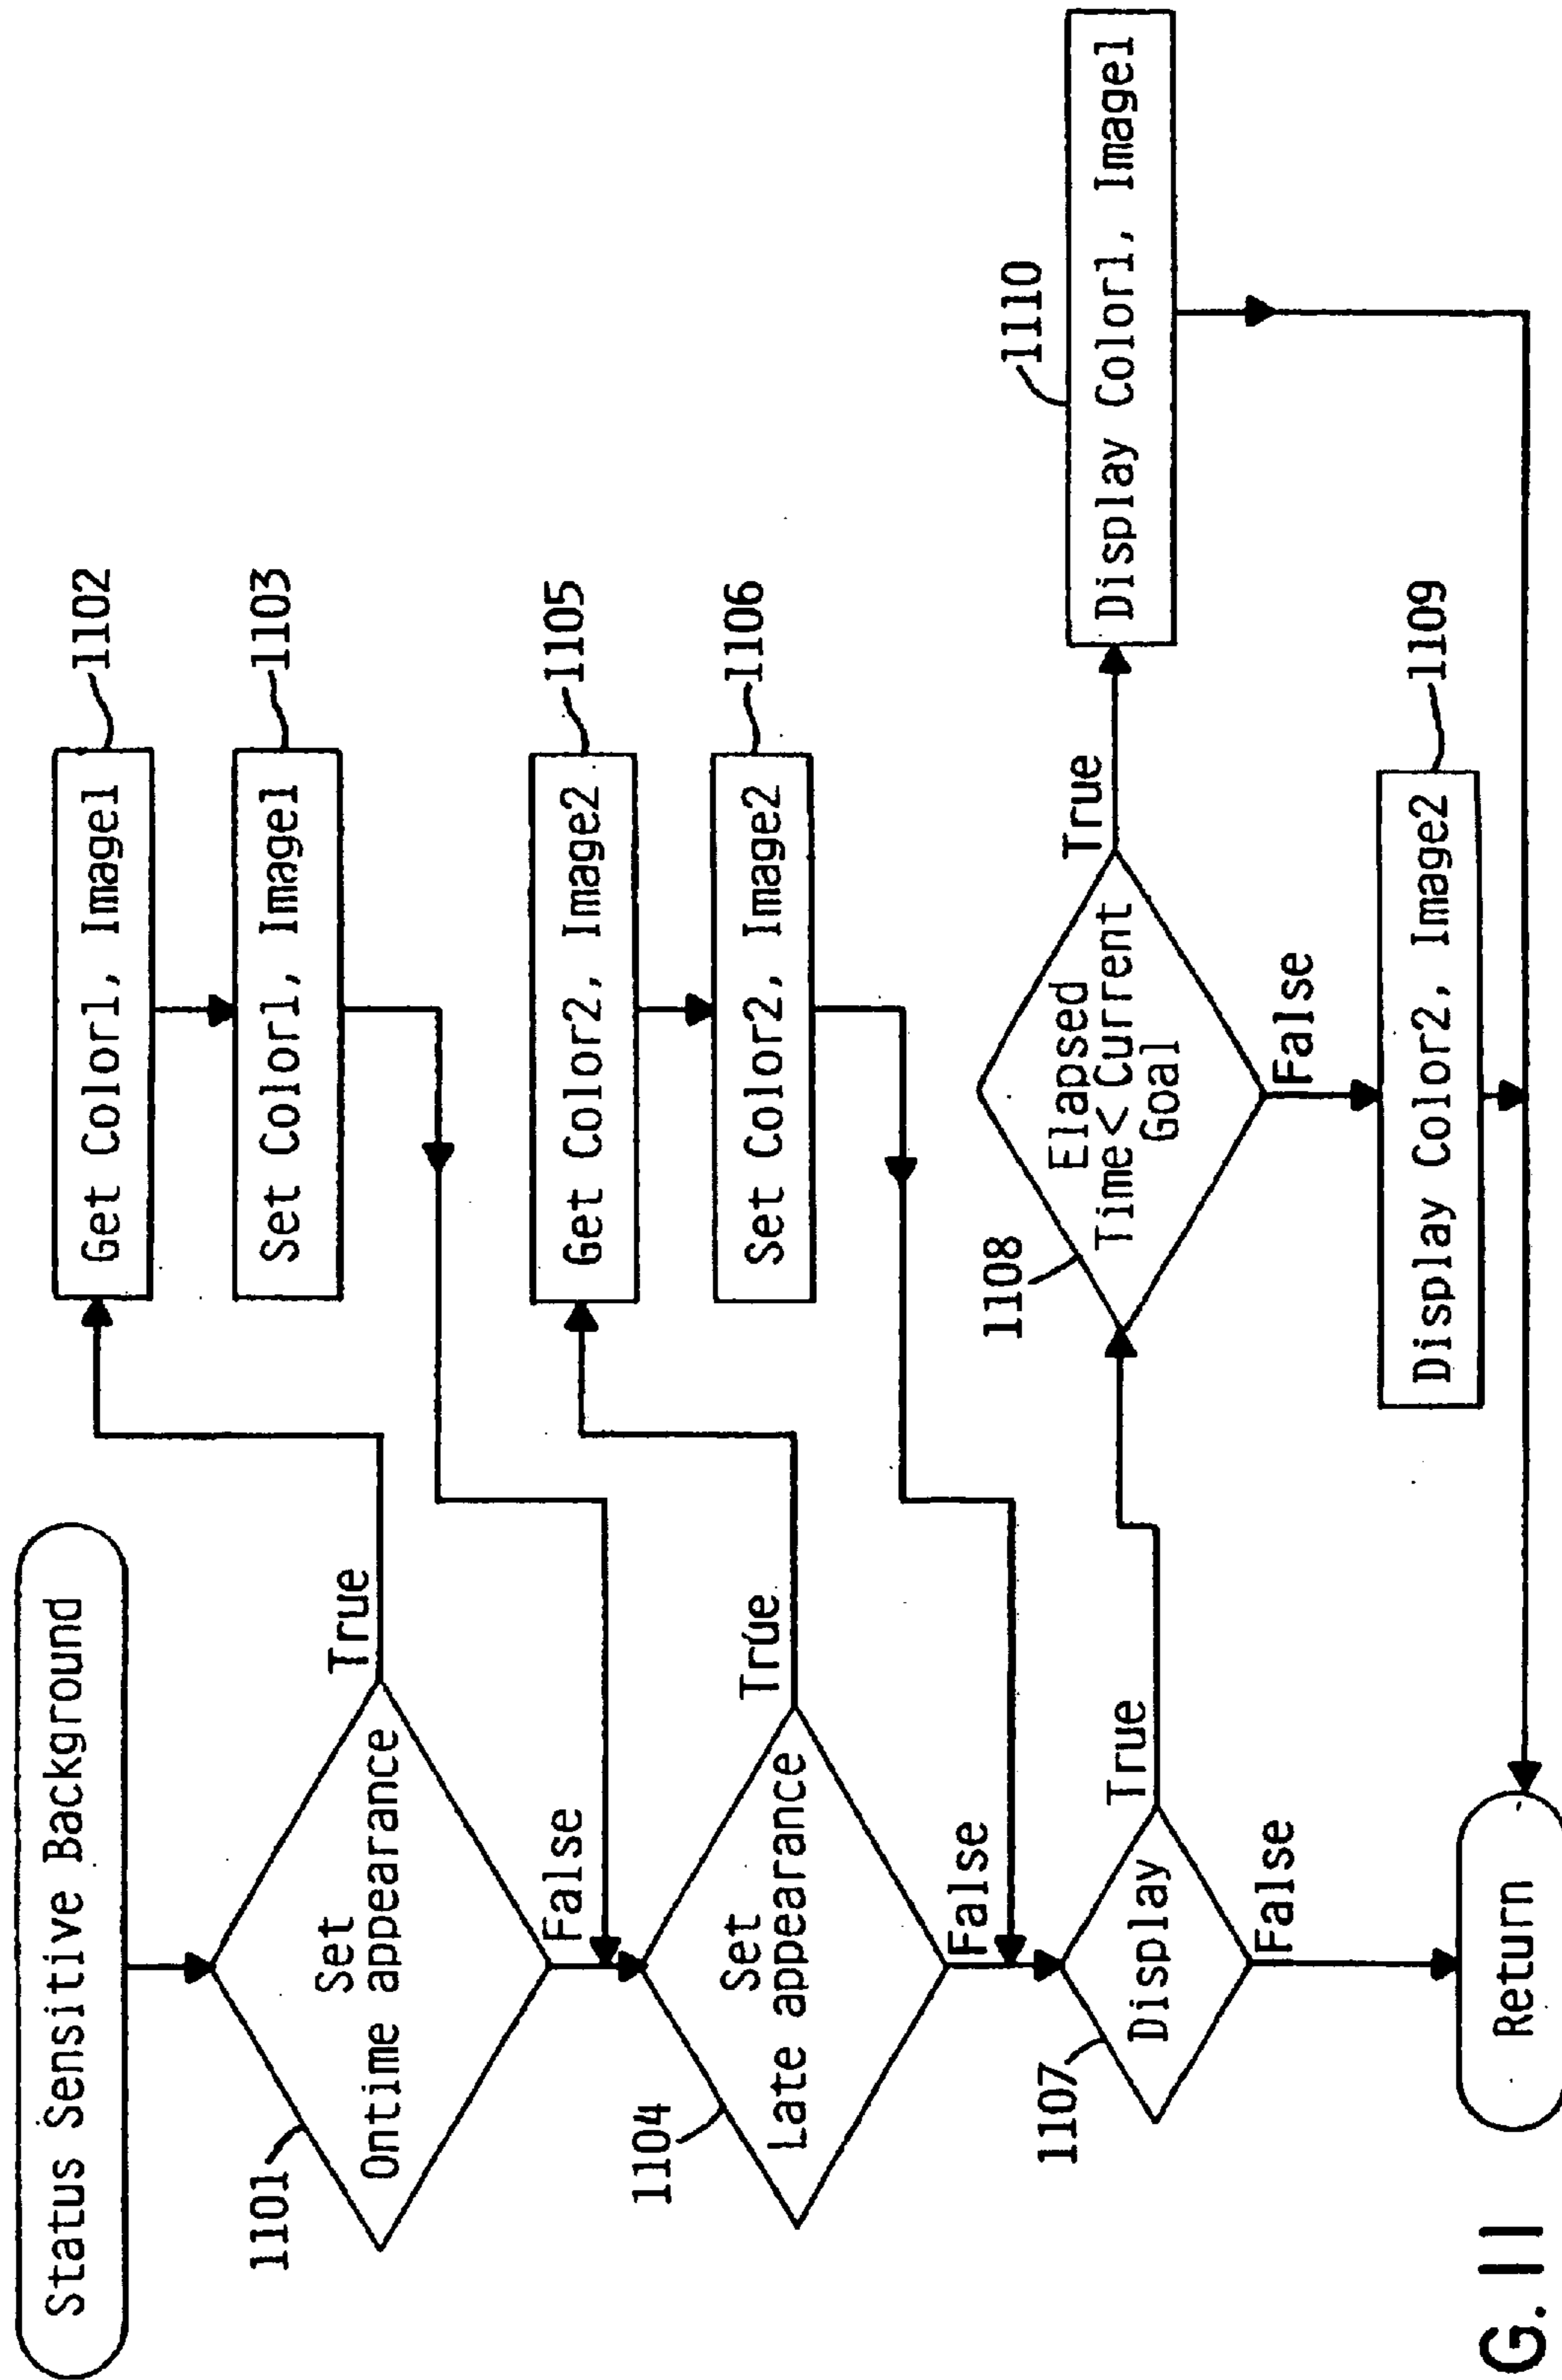 Status Sensitive Background
1101
Set
Ontime appearance
True
False
Get Color1, Image1
1102
Set Color1, Image1
1103
1104
Set
Late appearance
True
False
Get Color2, Image2
1105
Set Color2, Image2
1106
1107
Display
True
False
1108
Elapsed
Time < Current
Goal
True
False
Display Color1, Image1
1110
Display Color2, Image2
1109
Return
G. 11